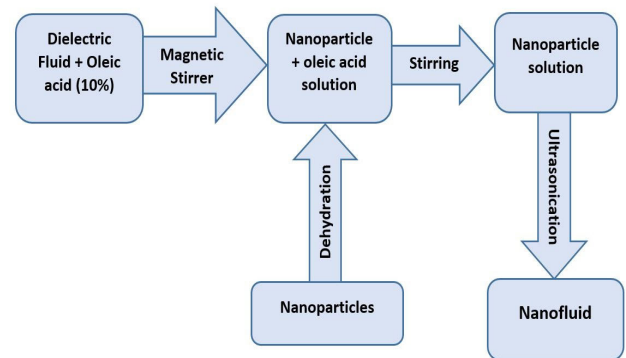 Dielectric
Fluid + Oleic
acid (10%)
Magnetic
Stirrer
Nanoparticle
+ oleic acid
solution
Stirring
Nanoparticle
solution
Dehydration
Ultrasonication
Nanoparticles
Nanofluid